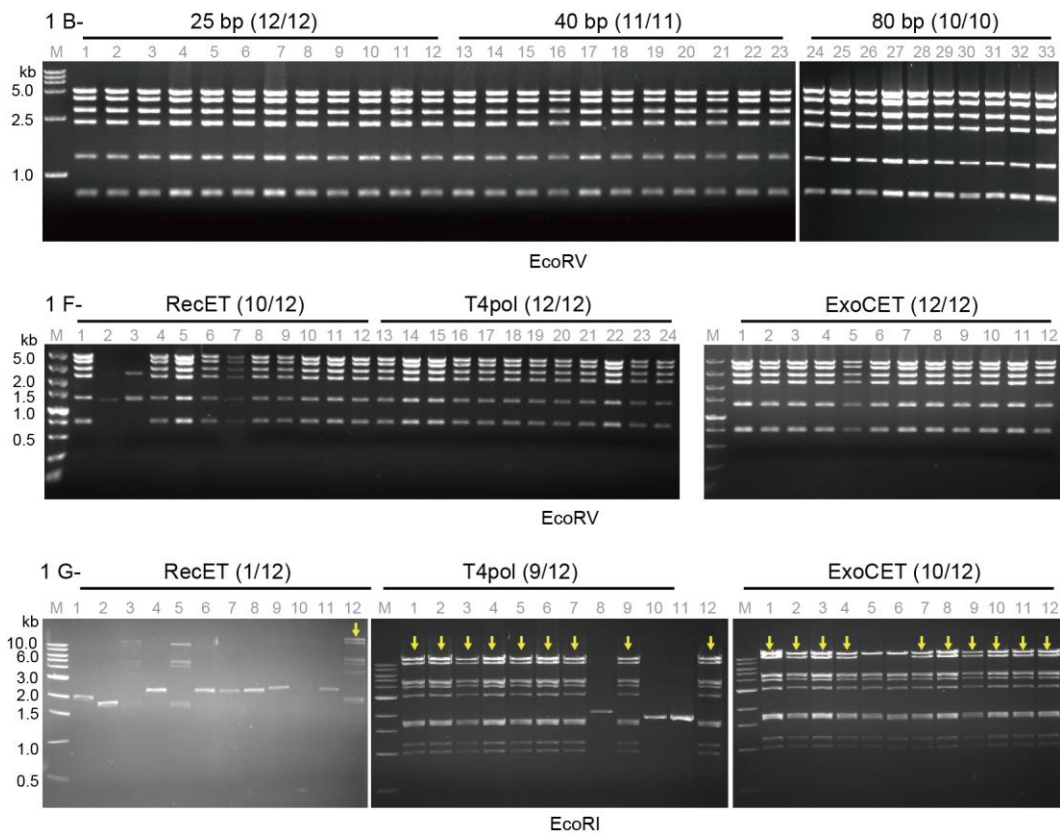 1 B- 25 bp (12/12) 40 bp (11/11) 80 bp (10/10)
M 1 2 3 4 5 6 7 8 9 10 11 12 13 14 15 16 17 18 19 20 21 22 23 24 25 26 27 28 29 30 31 32 33
kb
5.0
2.5
1.0
EcoRV
1 F- RecET (10/12) T4pol (12/12) ExoCET (12/12)
M 1 2 3 4 5 6 7 8 9 10 11 12 13 14 15 16 17 18 19 20 21 22 23 24 M 1 2 3 4 5 6 7 8 9 10 11 12
kb
5.0
2.0
1.5
1.0
0.5
EcoRV
1 G- RecET (1/12) T4pol (9/12) ExoCET (10/12)
M 1 2 3 4 5 6 7 8 9 10 11 12 M 1 2 3 4 5 6 7 8 9 10 11 12 M 1 2 3 4 5 6 7 8 9 10 11 12
kb
10.0
6.0
3.0
2.0
1.5
1.0
0.5
EcoRI